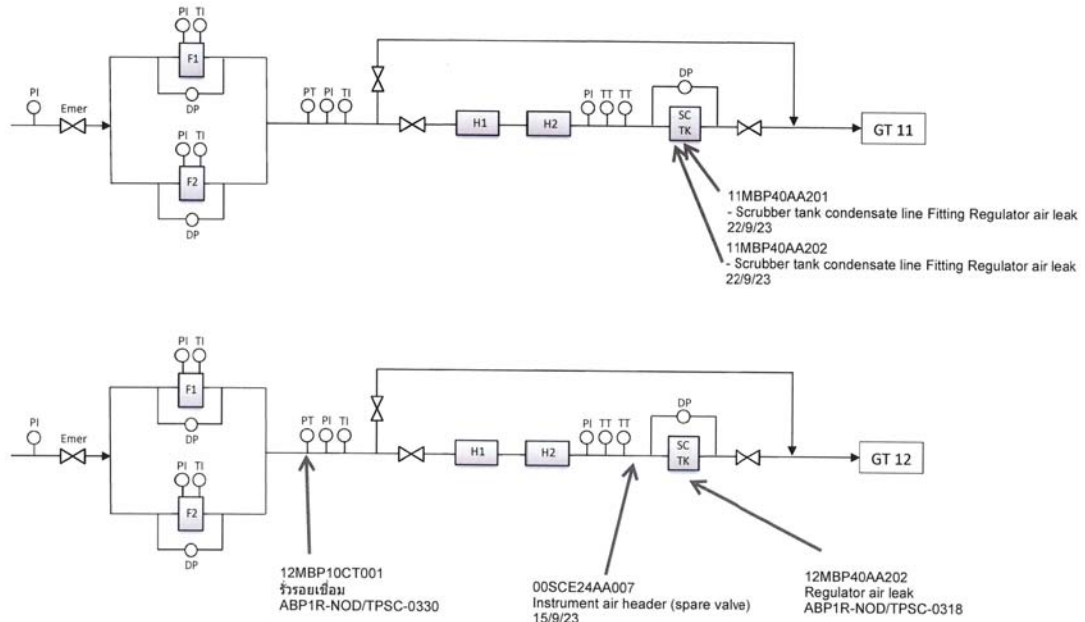 PI TI
F1
DP
PI
Emer
PI TI
F2
DP
PT PI TI
H1
H2
PI TT TT
DP
SC
TK
GT 11
11MBP40AA201
- Scrubber tank condensate line Fitting Regulator air leak
22/9/23
11MBP40AA202
- Scrubber tank condensate line Fitting Regulator air leak
22/9/23
PI TI
F1
DP
PI
Emer
PI TI
F2
DP
PT PI TI
H1
H2
PI TT TT
DP
SC
TK
GT 12
12MBP10CT001
รั่วรอยเชื่อม
ABP1R-NOD/TPSC-0330
00SCE24AA007
Instrument air header (spare valve)
15/9/23
12MBP40AA202
Regulator air leak
ABP1R-NOD/TPSC-0318